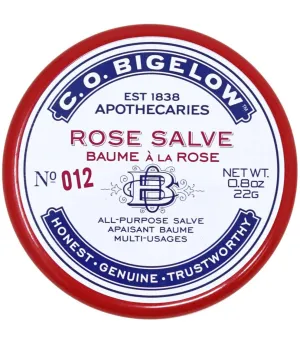 C.O. BIGELOW
EST 1838
APOTHECARIES
ROSE SALVE
BAUME À LA ROSE
Nº 012
NET WT.
0.8oz
22G
ALL-PURPOSE SALVE
APAISANT BAUME
MULTI-USAGES
HONEST · GENUINE · TRUSTWORTHY